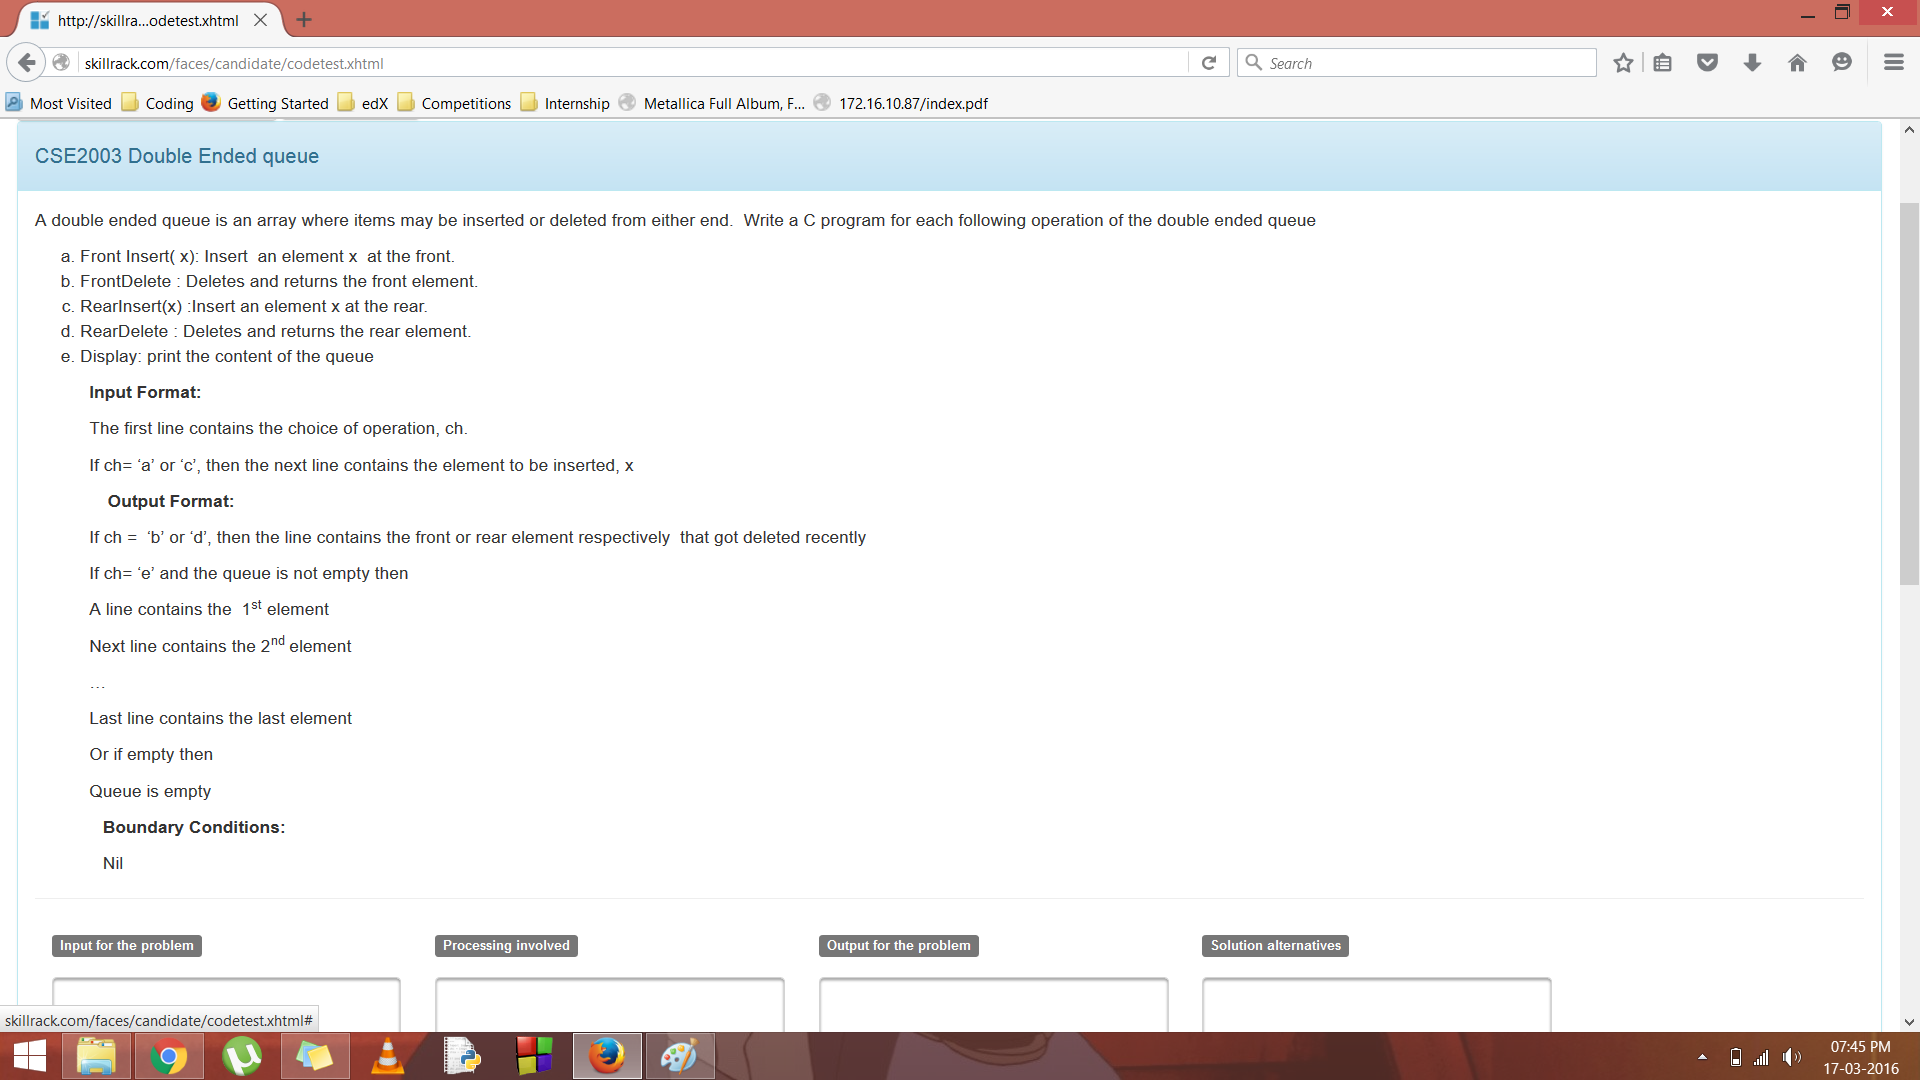 http://skillra...odetest.xhtml
skillrack.com/faces/candidate/codetest.xhtml
Search
Most Visited Coding Getting Started edX Competitions Internship Metallica Full Album, F... 172.16.10.87/index.pdf
CSE2003 Double Ended queue
A double ended queue is an array where items may be inserted or deleted from either end. Write a C program for each following operation of the double ended queue
a. Front Insert( x): Insert an element x at the front.
b. FrontDelete : Deletes and returns the front element.
c. RearInsert(x) :Insert an element x at the rear.
d. RearDelete : Deletes and returns the rear element.
e. Display: print the content of the queue
Input Format:
The first line contains the choice of operation, ch.
If ch= ‘a’ or ‘c’, then the next line contains the element to be inserted, x
Output Format:
If ch = ‘b’ or ‘d’, then the line contains the front or rear element respectively that got deleted recently
If ch= ‘e’ and the queue is not empty then
A line contains the 1st element
Next line contains the 2nd element
...
Last line contains the last element
Or if empty then
Queue is empty
Boundary Conditions:
Nil
Input for the problem Processing involved Output for the problem Solution alternatives
skillrack.com/faces/candidate/codetest.xhtml#
07:45 PM
17-03-2016